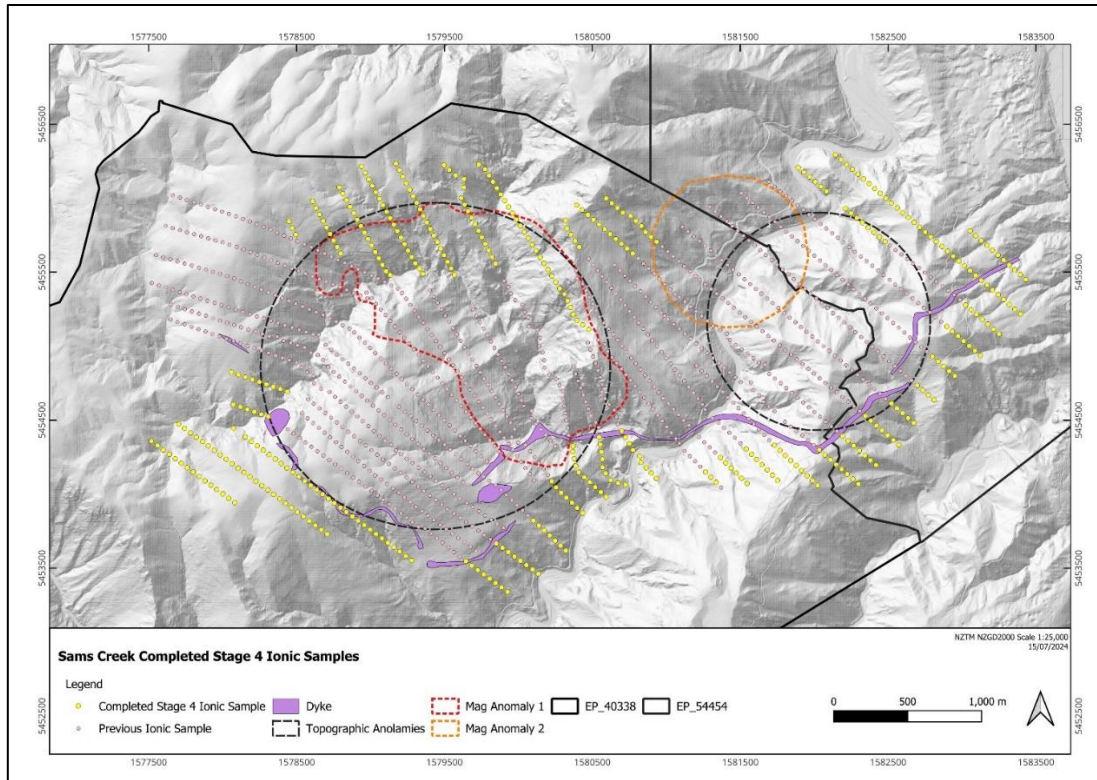 1577500 1578500 1579500 1580500 1581500 1582500 1583500
5456500 5456500
5455500 5455500
5454500 5454500
5453500 5453500
5452500 5452500
NZTM NZGD2000 Scale 1:25,000
15/07/2024
Sams Creek Completed Stage 4 Ionic Samples
Legend
Completed Stage 4 Ionic Sample Dyke Mag Anomaly 1 EP_40338 EP_54454
Previous Ionic Sample Topographic Anolamies Mag Anomaly 2
0 500 1,000 m
1577500 1578500 1579500 1580500 1581500 1582500 1583500